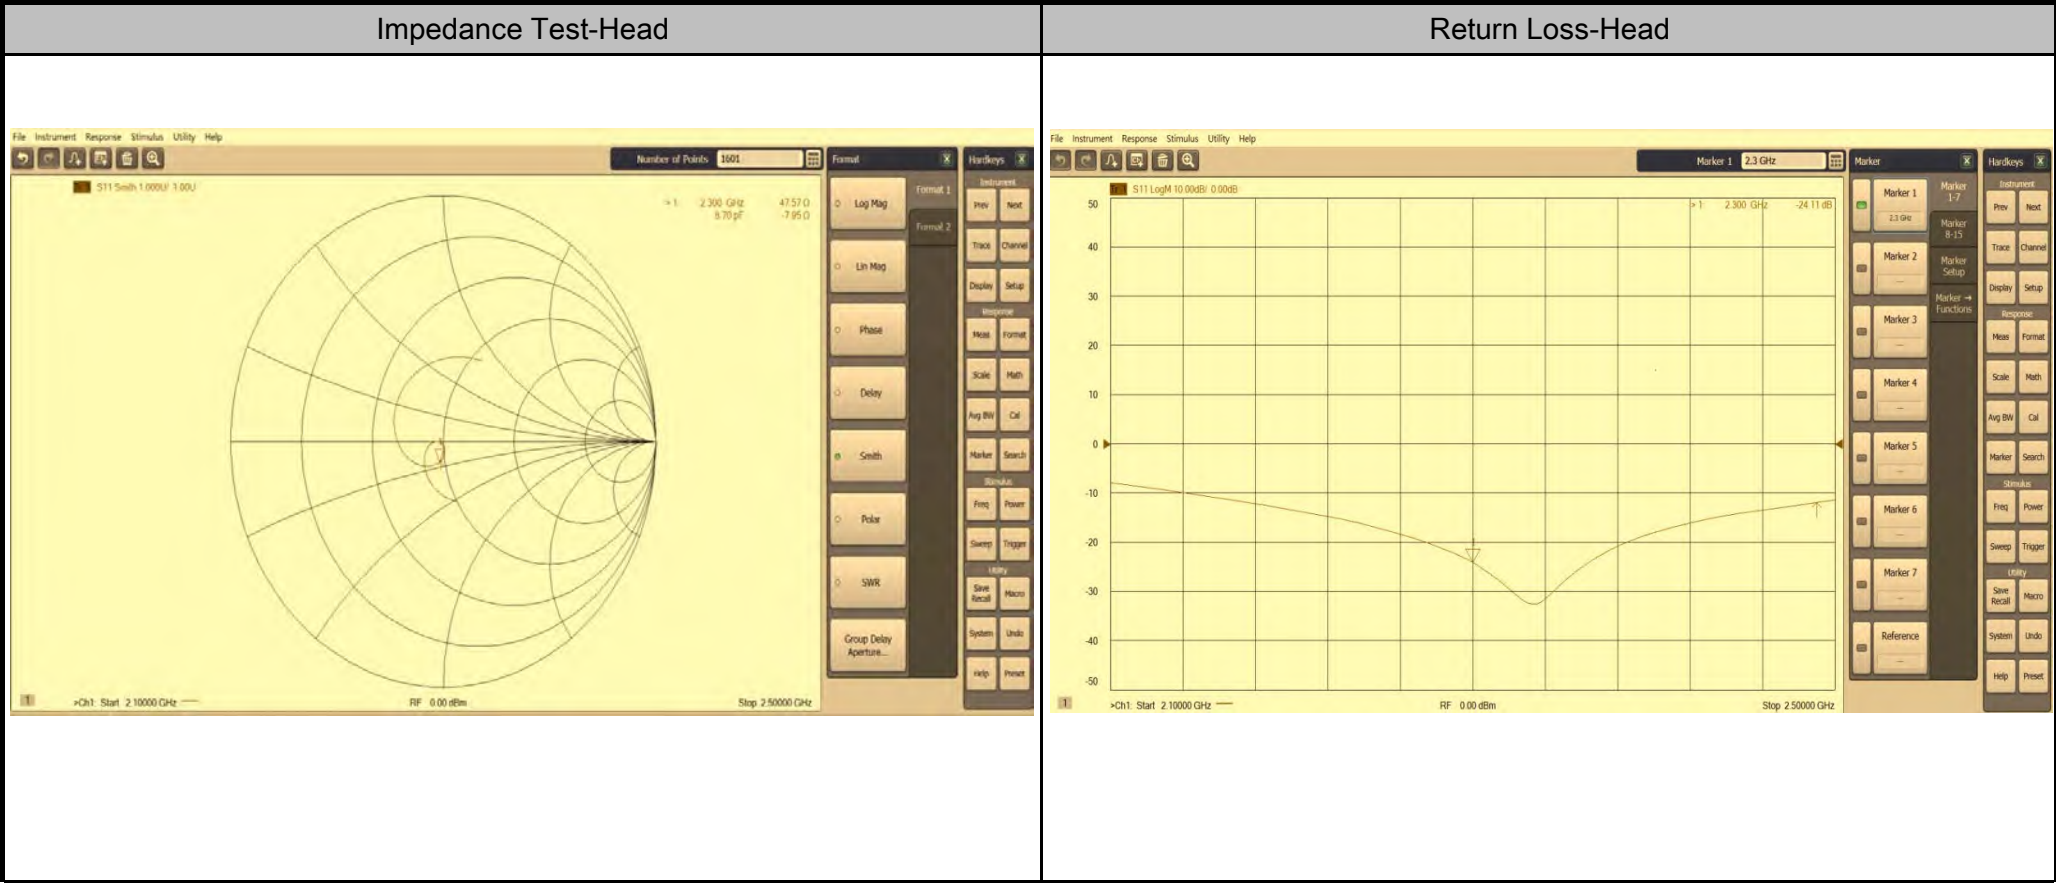 Impedance Test-Head
Return Loss-Head
File Instrument Response Stimulus Utility Help
Number of Points 1601
S11 Smith 1.000U/ 1.00U
> 1: 2.300 GHz 47.57 Ω
8.70 pF -7.95 Ω
1 >Ch1: Start 2.10000 GHz
RF 0.00 dBm
Stop 2.50000 GHz
Format
Format 1
Format 2
Log Mag
Lin Mag
Phase
Delay
Smith
Polar
SWR
Group Delay
Aperture...
Hardkeys
Instrument
Prev Next
Trace Channel
Display Setup
Response
Meas Format
Scale Math
Avg BW Cal
Marker Search
Stimulus
Freq Power
Sweep Trigger
Utility
Save
Recall
Macro
System Undo
Help Preset
File Instrument Response Stimulus Utility Help
Marker 1 2.3 GHz
Tr 1 S11 LogM 10.00dB/ 0.00dB
> 1: 2.300 GHz -24.11 dB
50
40
30
20
10
0
-10
-20
-30
-40
-50
1 >Ch1: Start 2.10000 GHz
RF 0.00 dBm
Stop 2.50000 GHz
Marker
Marker 1
2.3 GHz
Marker 2
Marker 3
Marker 4
Marker 5
Marker 6
Marker 7
Reference
Marker
1-7
Marker
8-15
Marker
Setup
Marker →
Functions
Hardkeys
Instrument
Prev Next
Trace Channel
Display Setup
Response
Meas Format
Scale Math
Avg BW Cal
Marker Search
Stimulus
Freq Power
Sweep Trigger
Utility
Save
Recall
Macro
System Undo
Help Preset